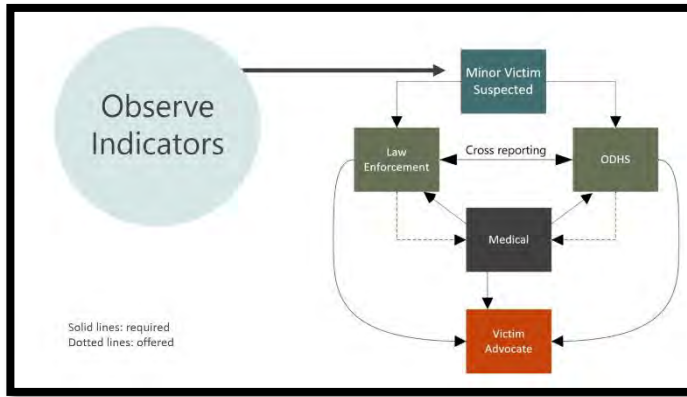 Observe
Indicators
Minor Victim
Suspected
Law
Enforcement
Cross reporting
ODHS
Medical
Victim
Advocate
Solid lines: required
Dotted lines: offered